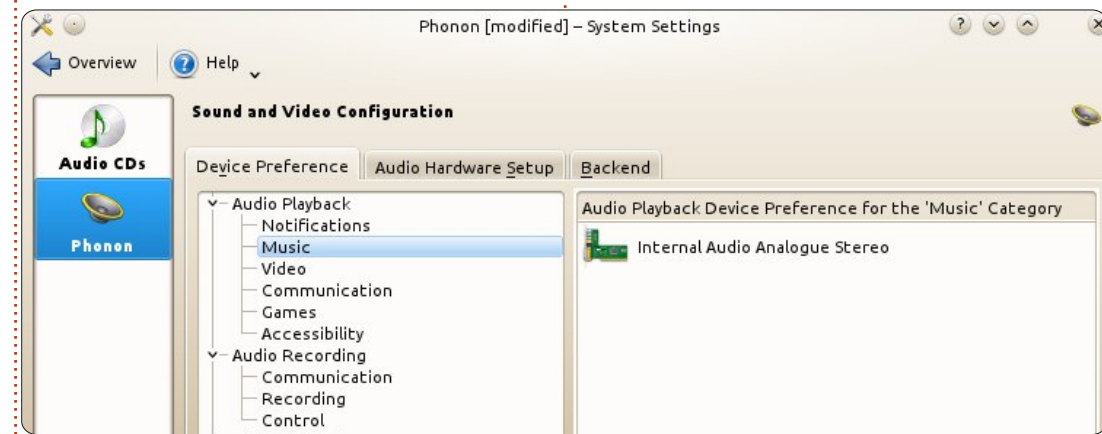 Phonon [modified] – System Settings
Overview
Help
Sound and Video Configuration
Audio CDs
Phonon
Device Preference
Audio Hardware Setup
Backend
Audio Playback
Notifications
Music
Video
Communication
Games
Accessibility
Audio Recording
Communication
Recording
Control
Audio Playback Device Preference for the 'Music' Category
Internal Audio Analogue Stereo